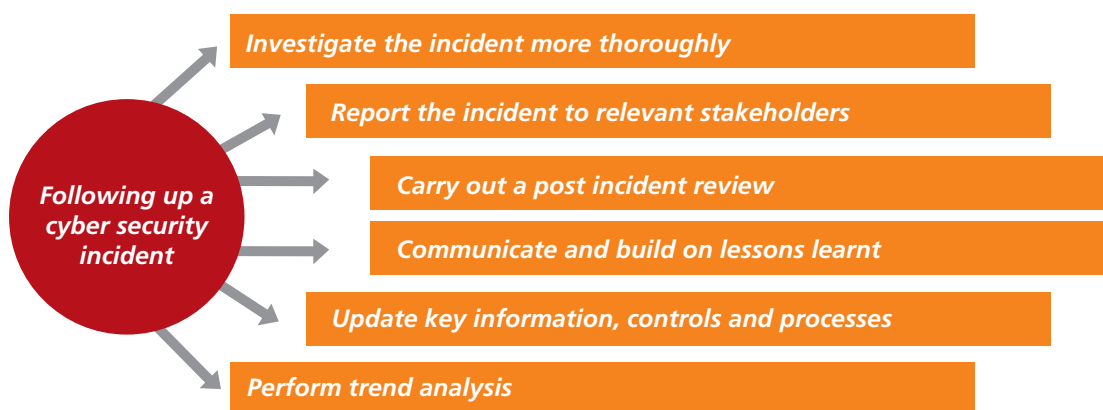 Following up a
cyber security
incident
Investigate the incident more thoroughly
Report the incident to relevant stakeholders
Carry out a post incident review
Communicate and build on lessons learnt
Update key information, controls and processes
Perform trend analysis